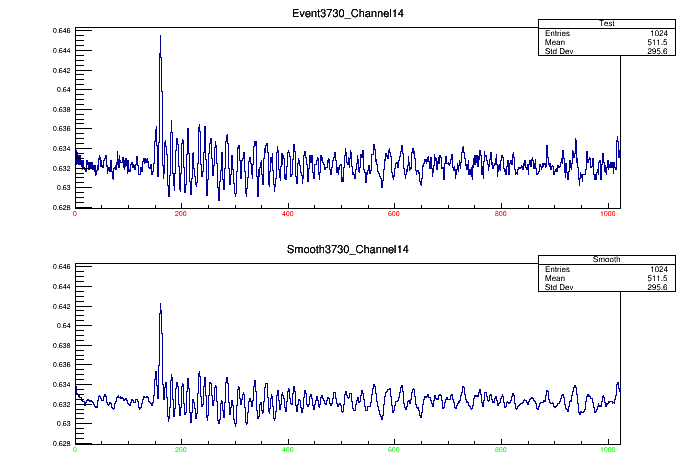 Event3730_Channel14
Test
Entries 1024
Mean 511.5
Std Dev 295.6
0.646
0.644
0.642
0.64
0.638
0.636
0.634
0.632
0.63
0.628
0 200 400 600 800 1000
Smooth3730_Channel14
Smooth
Entries 1024
Mean 511.5
Std Dev 295.6
0.646
0.644
0.642
0.64
0.638
0.636
0.634
0.632
0.63
0.628
0 200 400 600 800 1000